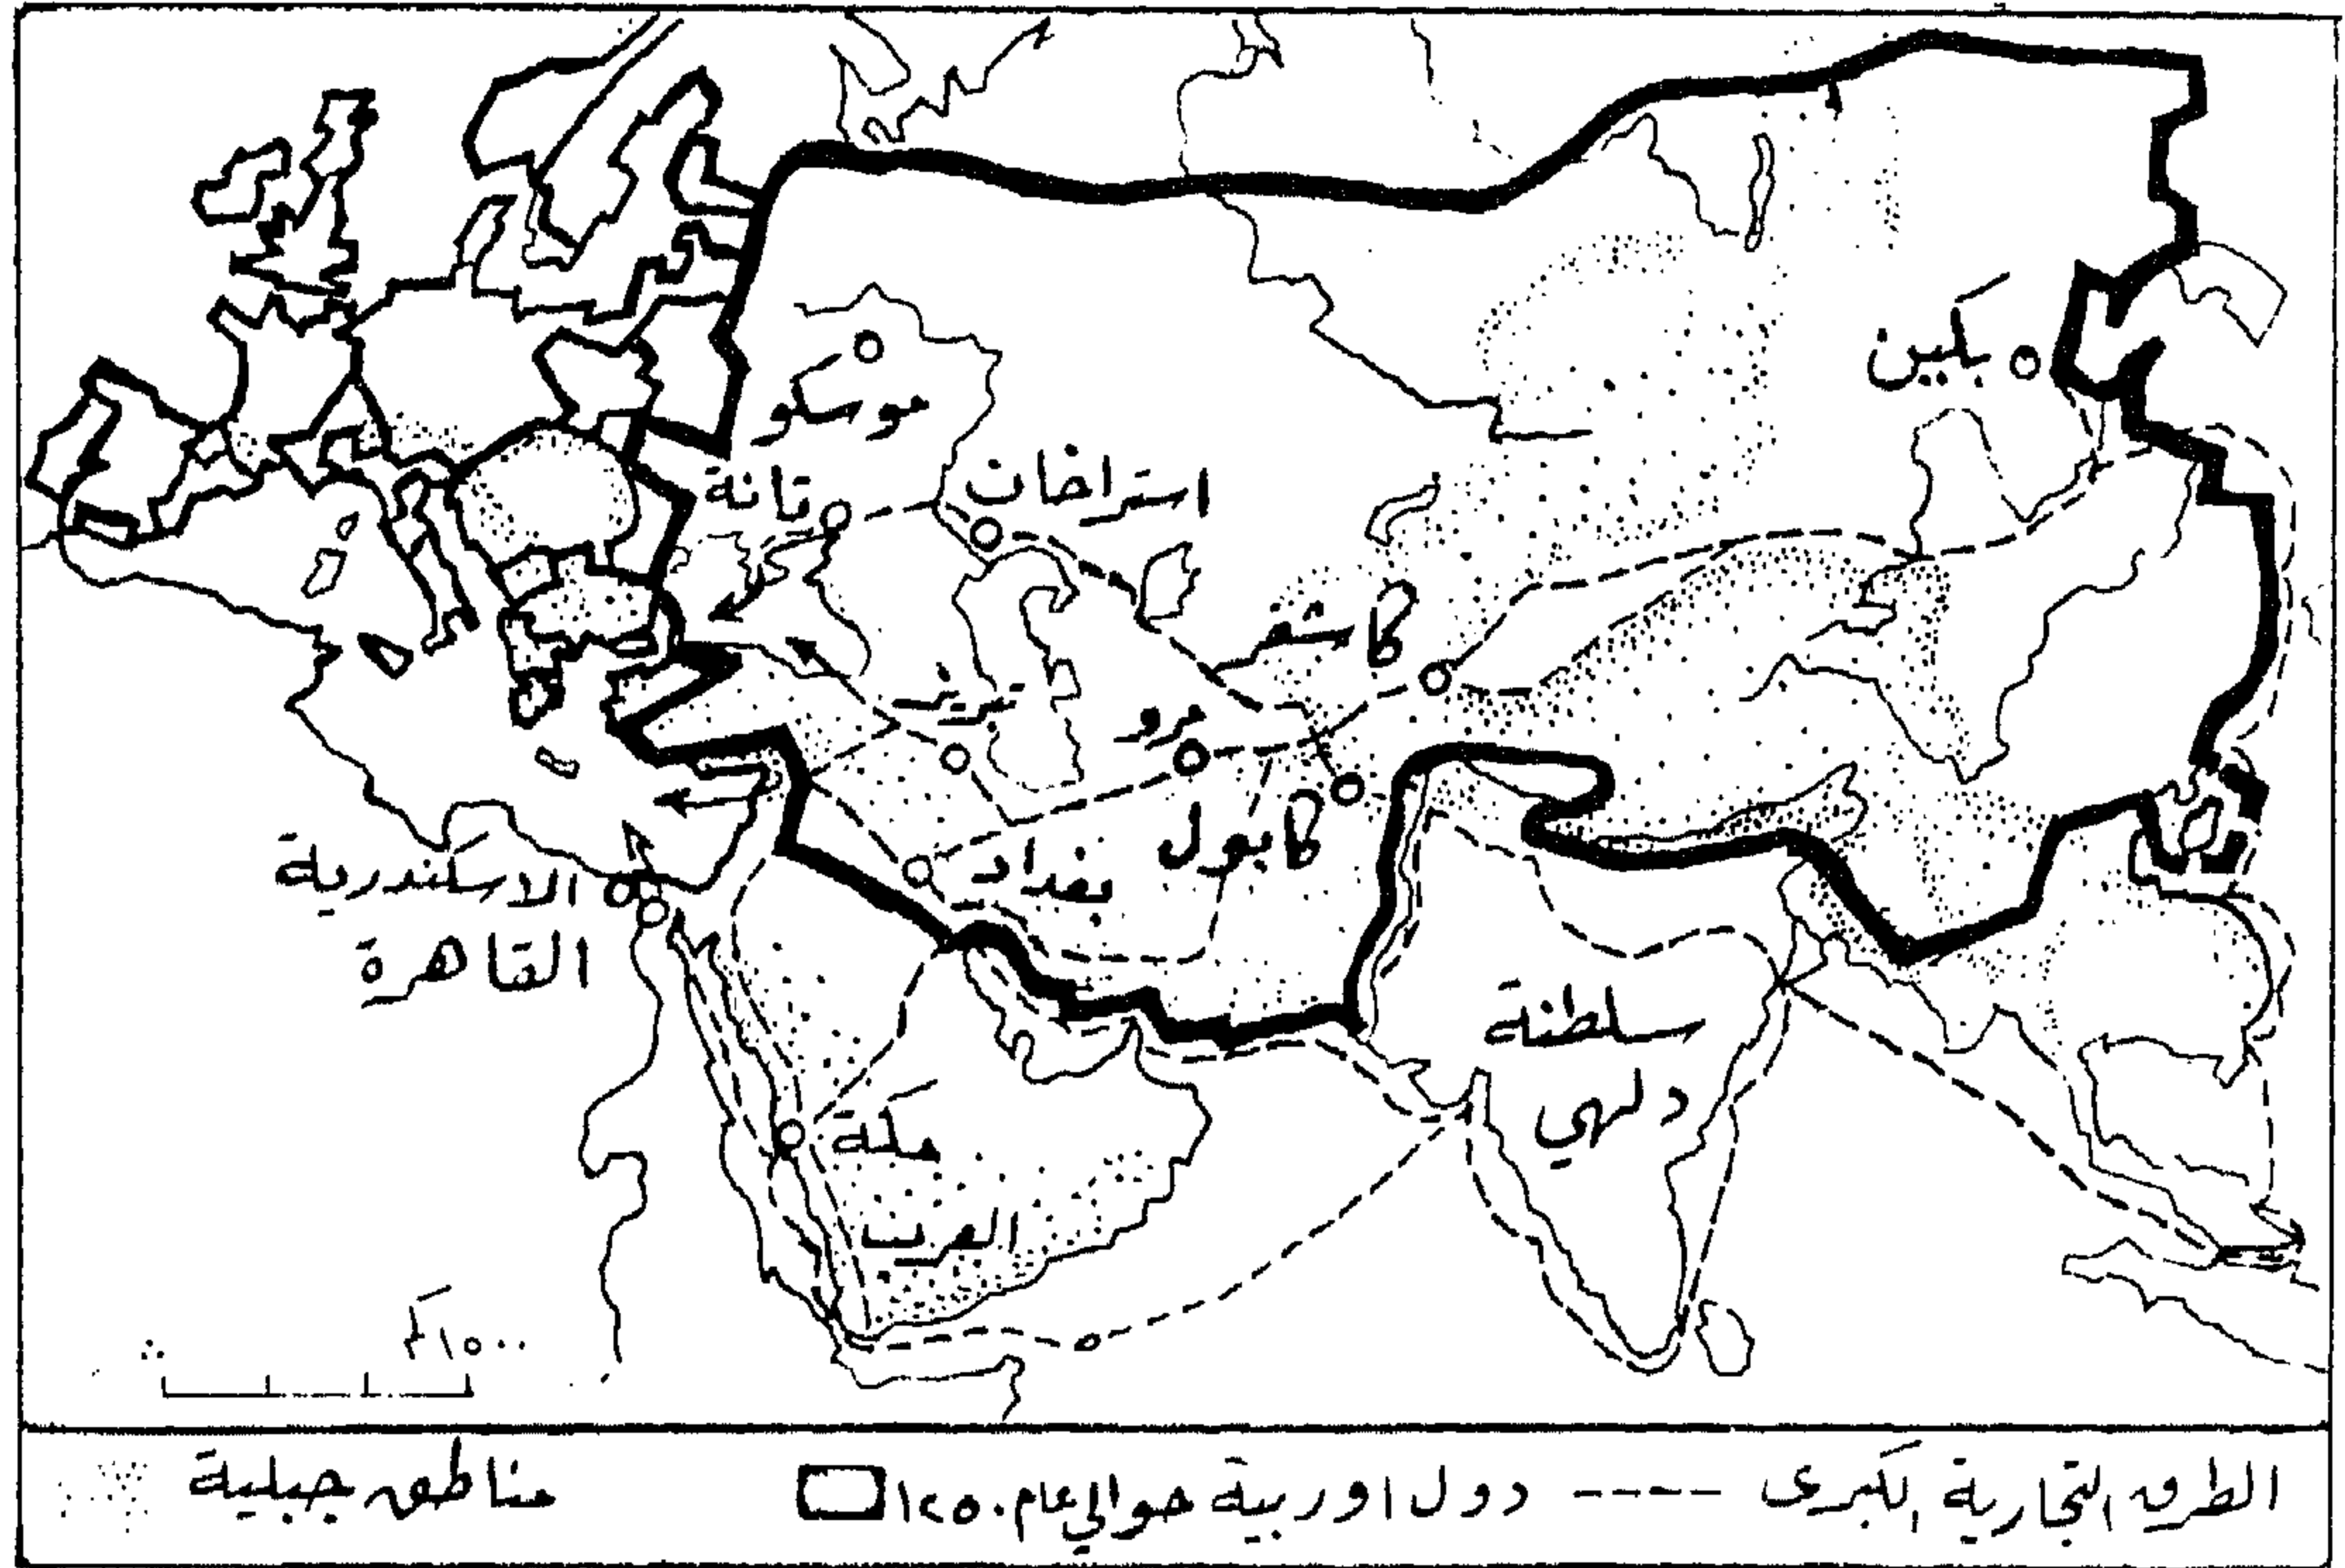 بكين
موسكو
تانة
استراخان
كاشغر
تبريز
مرو
كابول
بغداد
الاسكندرية
القاهرة
سلطنة
دلهي
مكة
العرب
٠ ١٥٠٠كم
الطرق التجارية الكبرى ---- دول اوربية حوالي عام ١٢٥٠ مناطق جبلية